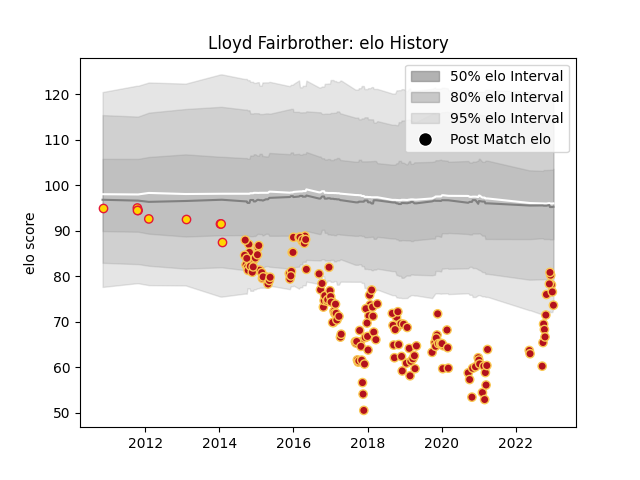 Lloyd Fairbrother: elo History
50% elo Interval
80% elo Interval
95% elo Interval
Post Match elo
elo score
120
110
100
90
80
70
60
50
2012
2014
2016
2018
2020
2022